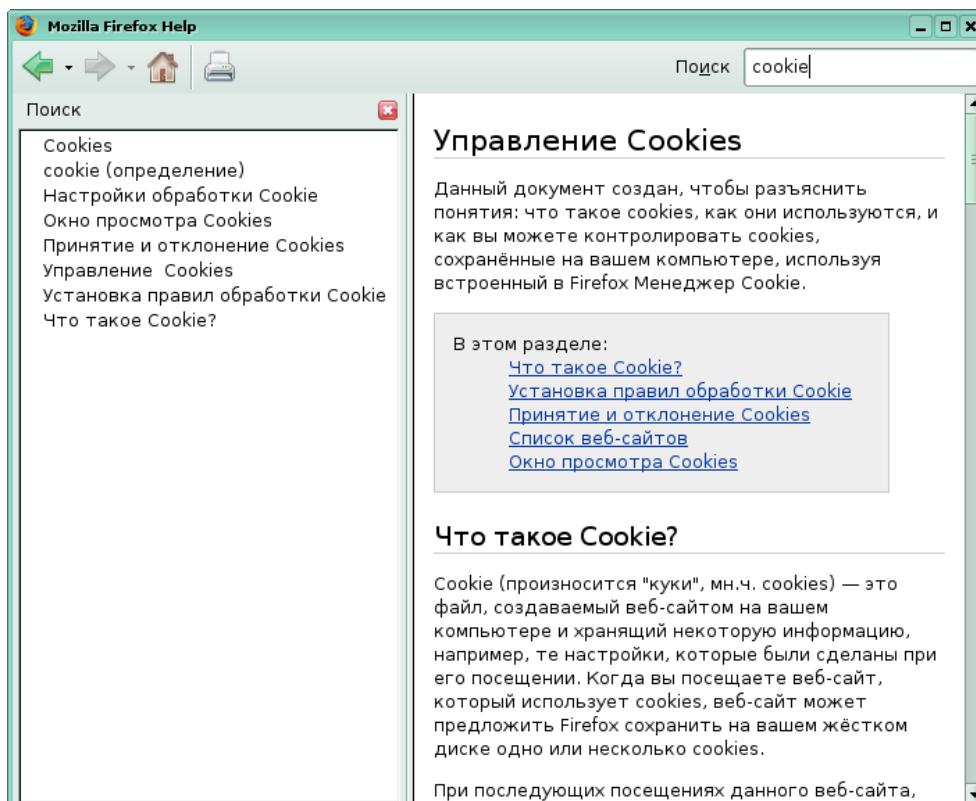 Mozilla Firefox Help
Поиск cookie
Поиск
Cookies
cookie (определение)
Настройки обработки Cookie
Окно просмотра Cookies
Принятие и отклонение Cookies
Управление  Cookies
Установка правил обработки Cookie
Что такое Cookie?
Управление Cookies
Данный документ создан, чтобы разъяснить
понятия: что такое cookies, как они используются, и
как вы можете контролировать cookies,
сохранённые на вашем компьютере, используя
встроенный в Firefox Менеджер Cookie.
В этом разделе:
Что такое Cookie?
Установка правил обработки Cookie
Принятие и отклонение Cookies
Список веб-сайтов
Окно просмотра Cookies
Что такое Cookie?
Cookie (произносится "куки", мн.ч. cookies) — это
файл, создаваемый веб-сайтом на вашем
компьютере и хранящий некоторую информацию,
например, те настройки, которые были сделаны при
его посещении. Когда вы посещаете веб-сайт,
который использует cookies, веб-сайт может
предложить Firefox сохранить на вашем жёстком
диске одно или несколько cookies.
При последующих посещениях данного веб-сайта,